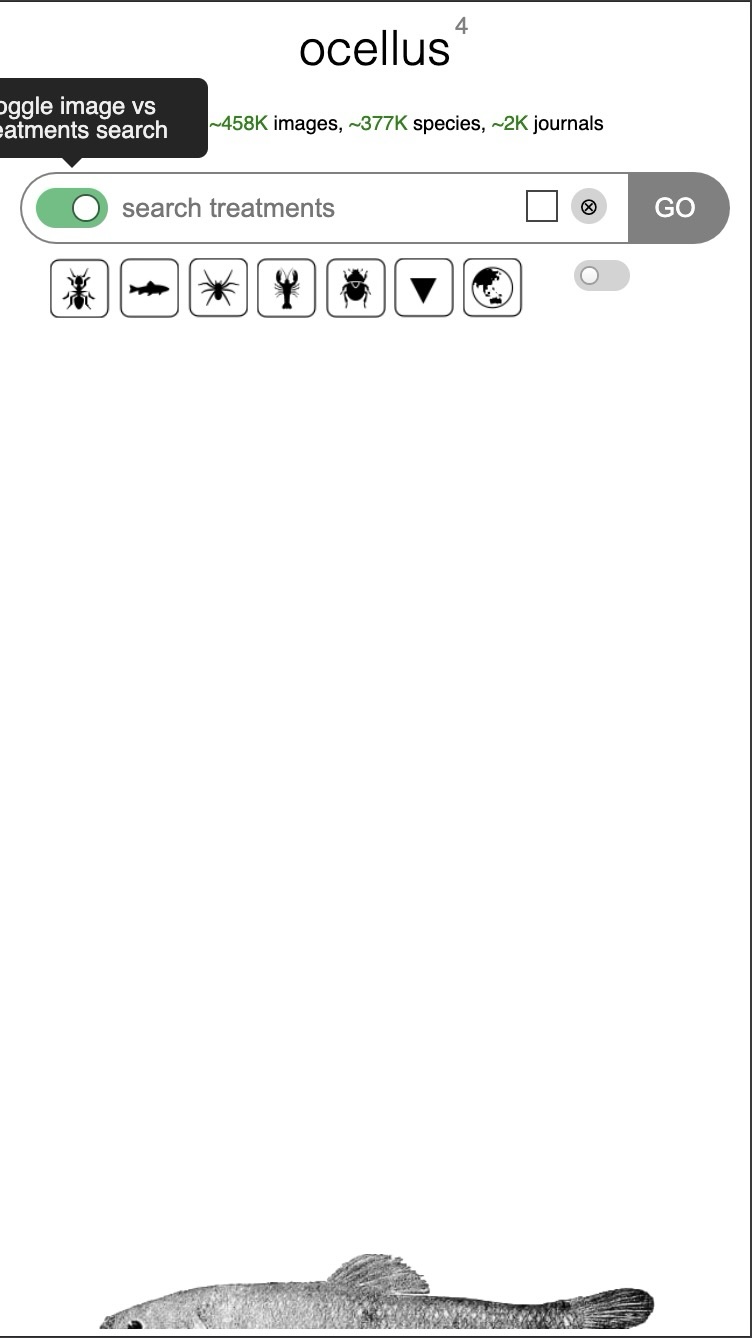 ocellus 4
oggle image vs
eatments search
~458K images, ~377K species, ~2K journals
search treatments
GO